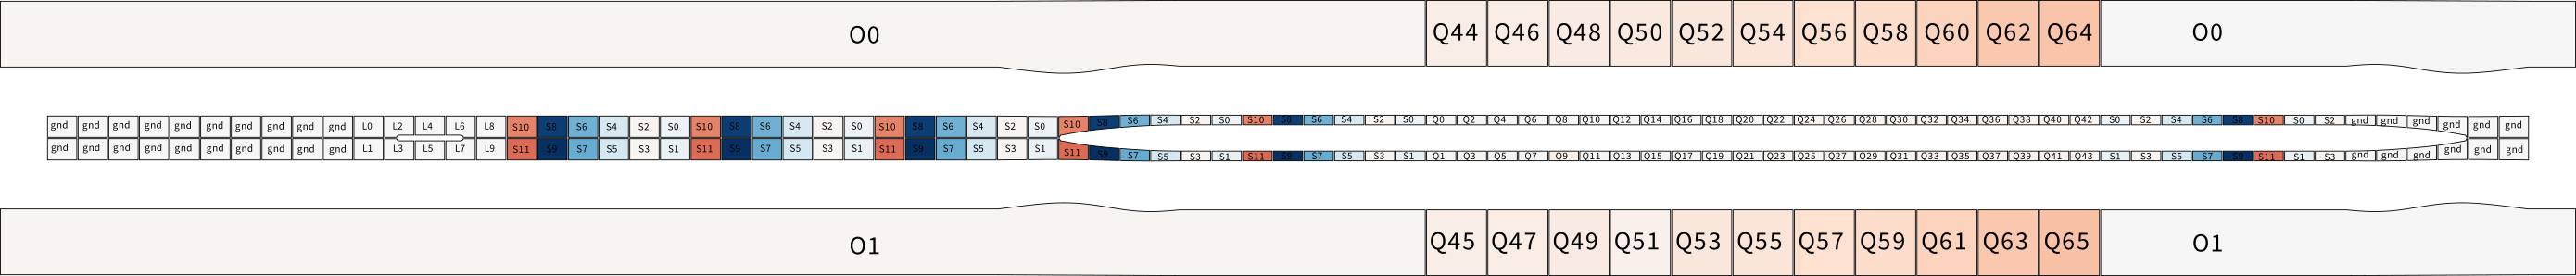 O0 Q44 Q46 Q48 Q50 Q52 Q54 Q56 Q58 Q60 Q62 Q64 O0
gnd gnd gnd gnd gnd gnd gnd gnd gnd gnd L0 L2 L4 L6 L8 S10 S8 S6 S4 S2 S0 S10 S8 S6 S4 S2 S0 S10 S8 S6 S4 S2 S0 S10 S8 S6 S4 S2 S0 S10 S8 S6 S4 S2 S0 Q0 Q2 Q4 Q6 Q8 Q10 Q12 Q14 Q16 Q18 Q20 Q22 Q24 Q26 Q28 Q30 Q32 Q34 Q36 Q38 Q40 Q42 S0 S2 S4 S6 S8 S10 S0 S2 gnd gnd gnd gnd gnd gnd
gnd gnd gnd gnd gnd gnd gnd gnd gnd gnd L1 L3 L5 L7 L9 S11 S9 S7 S5 S3 S1 S11 S9 S7 S5 S3 S1 S11 S9 S7 S5 S3 S1 S11 S9 S7 S5 S3 S1 S11 S9 S7 S5 S3 S1 Q1 Q3 Q5 Q7 Q9 Q11 Q13 Q15 Q17 Q19 Q21 Q23 Q25 Q27 Q29 Q31 Q33 Q35 Q37 Q39 Q41 Q43 S1 S3 S5 S7 S9 S11 S1 S3 gnd gnd gnd gnd gnd gnd
O1 Q45 Q47 Q49 Q51 Q53 Q55 Q57 Q59 Q61 Q63 Q65 O1